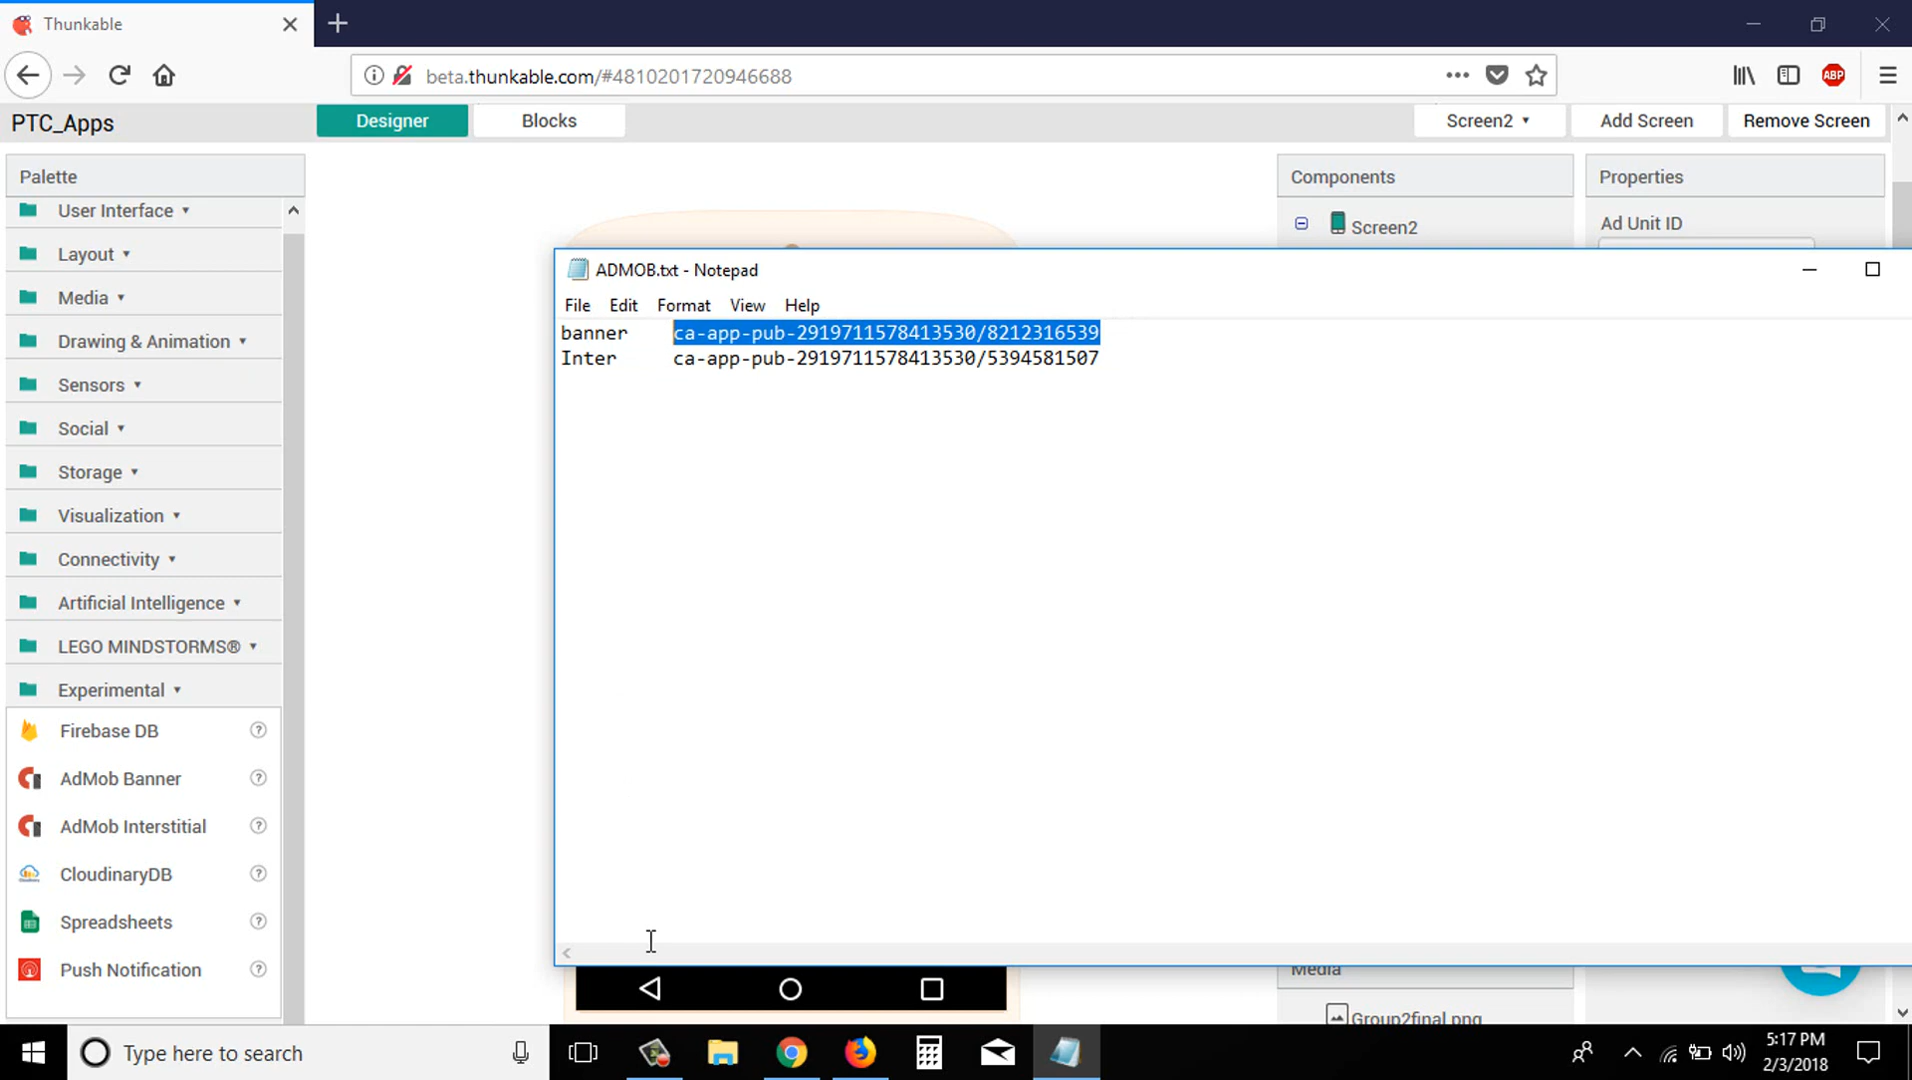 Thunkable
beta.thunkable.com/#4810201720946688
ABP
PTC_Apps
Designer
Blocks
Screen2
Add Screen
Remove Screen
Palette
User Interface
Layout
Media
Drawing & Animation
Sensors
Social
Storage
Visualization
Connectivity
Artificial Intelligence
LEGO MINDSTORMS®
Experimental
Firebase DB ?
AdMob Banner ?
AdMob Interstitial ?
CloudinaryDB ?
Spreadsheets ?
Push Notification ?
Components
Screen2
Properties
Ad Unit ID
ADMOB.txt - Notepad
File Edit Format View Help
banner ca-app-pub-2919711578413530/8212316539
Inter ca-app-pub-2919711578413530/5394581507
Media
Group2final.png
Type here to search
5:17 PM
2/3/2018